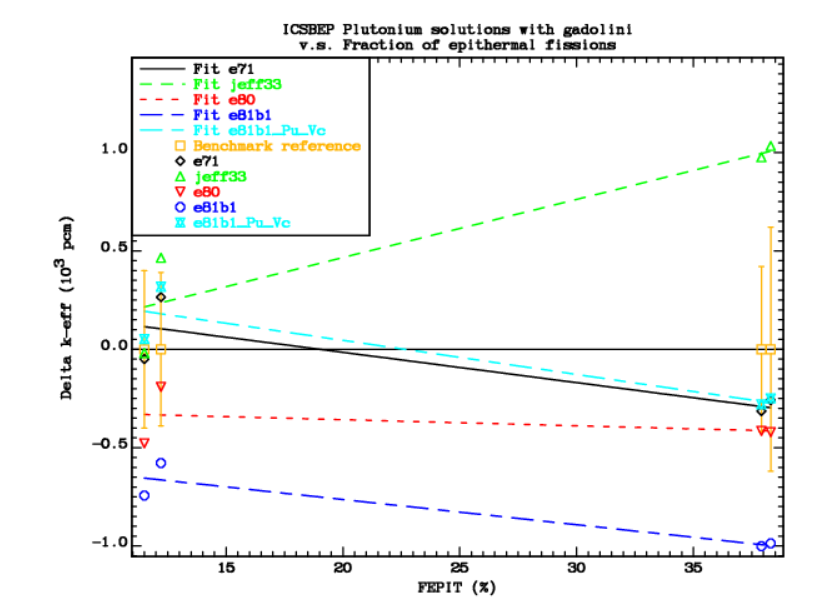 ICSBEP Plutonium solutions with gadolini
v.s. Fraction of epithermal fissions
Fit e71
Fit jeff33
Fit e80
Fit e81b1
Fit e81b1_Pu_Vc
Benchmark reference
e71
jeff33
e80
e81b1
e81b1_Pu_Vc
1.0
0.5
0.0
-0.5
-1.0
Delta k-eff (10³ pcm)
15 20 25 30 35
FEPIT (%)